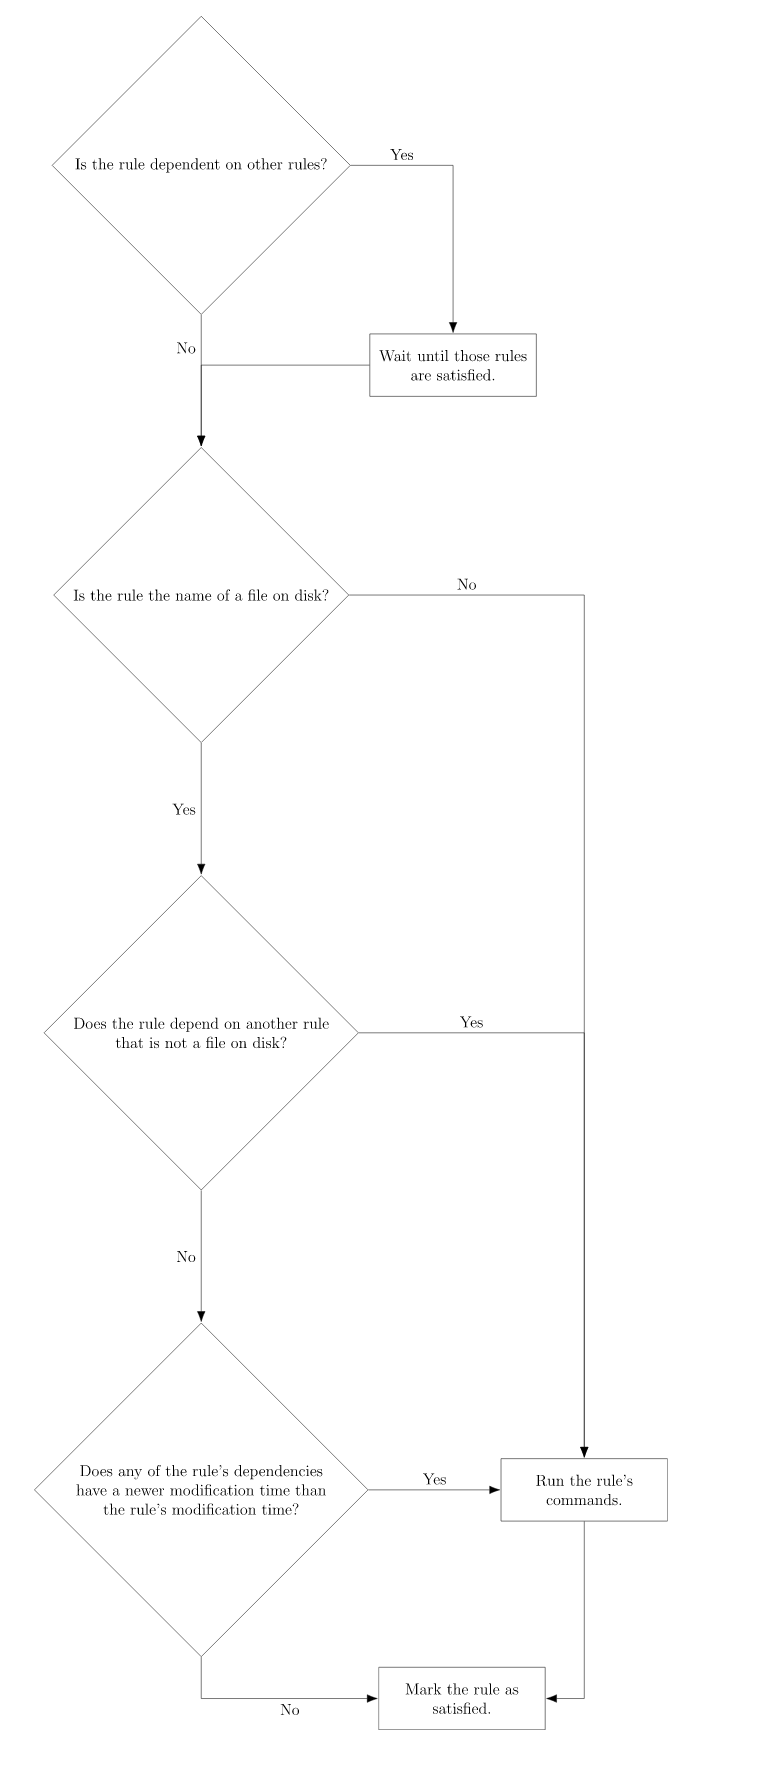 Yes
Is the rule dependent on other rules?
No
Wait until those rules
are satisfied.
No
Is the rule the name of a file on disk?
Yes
Yes
Does the rule depend on another rule
that is not a file on disk?
No
Does any of the rule's dependencies
have a newer modification time than
the rule's modification time?
Yes
Run the rule's
commands.
Mark the rule as
satisfied.
No